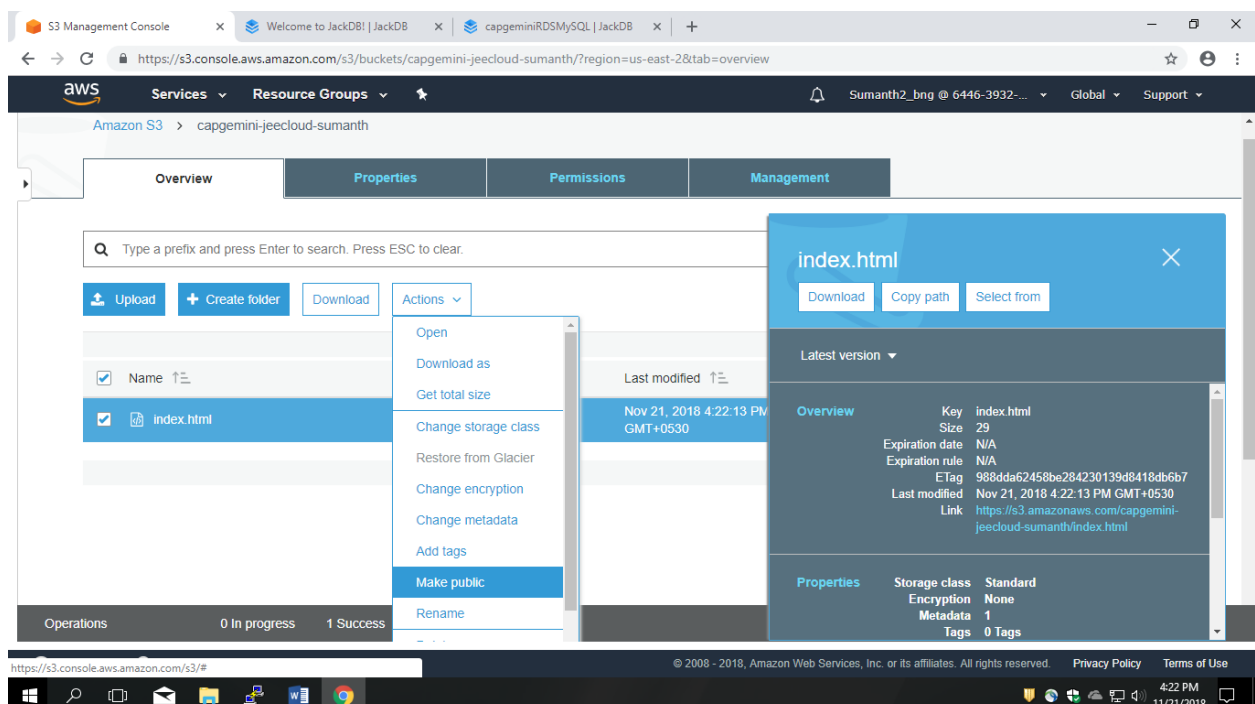 S3 Management Console
Welcome to JackDB! | JackDB
capgeminiRDSMySQL | JackDB
https://s3.console.aws.amazon.com/s3/buckets/capgemini-jeecloud-sumanth/?region=us-east-2&tab=overview
aws Services Resource Groups Sumanth2_bng @ 6446-3932-... Global Support
Amazon S3 > capgemini-jeecloud-sumanth
Overview Properties Permissions Management
Type a prefix and press Enter to search. Press ESC to clear.
Upload + Create folder Download Actions
Open
Download as
Get total size
Change storage class
Restore from Glacier
Change encryption
Change metadata
Add tags
Make public
Rename
Name Last modified
index.html Nov 21, 2018 4:22:13 PM
GMT+0530
index.html
Download Copy path Select from
Latest version
Overview
Key index.html
Size 29
Expiration date N/A
Expiration rule N/A
ETag 988dda62458be284230139d8418db6b7
Last modified Nov 21, 2018 4:22:13 PM GMT+0530
Link https://s3.amazonaws.com/capgemini-
jeecloud-sumanth/index.html
Properties
Storage class Standard
Encryption None
Metadata 1
Tags 0 Tags
Operations 0 In progress 1 Success
https://s3.console.aws.amazon.com/s3/#
© 2008 - 2018, Amazon Web Services, Inc. or its affiliates. All rights reserved. Privacy Policy Terms of Use
4:22 PM
11/21/2018